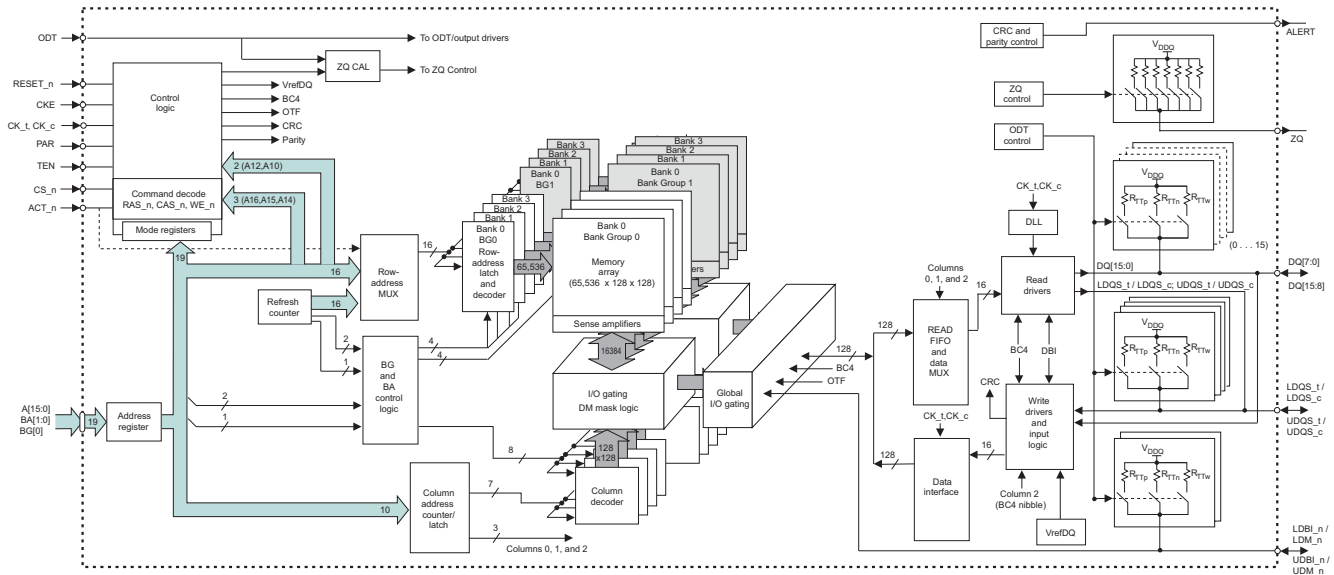 ODT
To ODT/output drivers
ZQ CAL
To ZQ Control
RESET_n
CKE
CK_t, CK_c
PAR
TEN
CS_n
ACT_n
Control
logic
VrefDQ
BC4
OTF
CRC
Parity
2 (A12,A10)
Command decode
RAS_n, CAS_n, WE_n
3 (A16,A15,A14)
Mode registers
19
16
Row-
address
MUX
16
Refresh
counter
16
2
1
BG
and
BA
control
logic
4
4
2
1
A[15:0]
BA[1:0]
BG[0]
19
Address
register
10
Column
address
counter/
latch
7
3
Columns 0, 1, and 2
8
Bank 3
Bank 2
Bank 1
Bank 0
BG1
Bank 3
Bank 2
Bank 1
Bank 0
BG0
Row-
address
latch
and
decoder
65,536
Bank 3
Bank 2
Bank 1
Bank 0
Bank Group 1
Bank 0
Bank Group 0
Memory
array
(65,536 x 128 x 128)
Sense amplifiers
16384
I/O gating
DM mask logic
128
x128
Column
decoder
Global
I/O gating
128
BC4
OTF
128
128
Columns
0, 1, and 2
READ
FIFO
and
data
MUX
16
CK_t,CK_c
DLL
Read
drivers
DQ[15:0]
LDQS_t / LDQS_c; UDQS_t / UDQS_c
BC4
DBI
CRC
Write
drivers
and
input
logic
CK_t,CK_c
16
Data
interface
Column 2
(BC4 nibble)
VrefDQ
CRC and
parity control
ALERT
VDDQ
ZQ
control
ZQ
ODT
control
VDDQ
RTTp RTTn RTTw
(0 . . . 15)
DQ[7:0]
DQ[15:8]
VDDQ
RTTp RTTn RTTw
LDQS_t /
LDQS_c
UDQS_t /
UDQS_c
VDDQ
RTTp RTTn RTTw
LDBI_n /
LDM_n
UDBI_n /
UDM_n